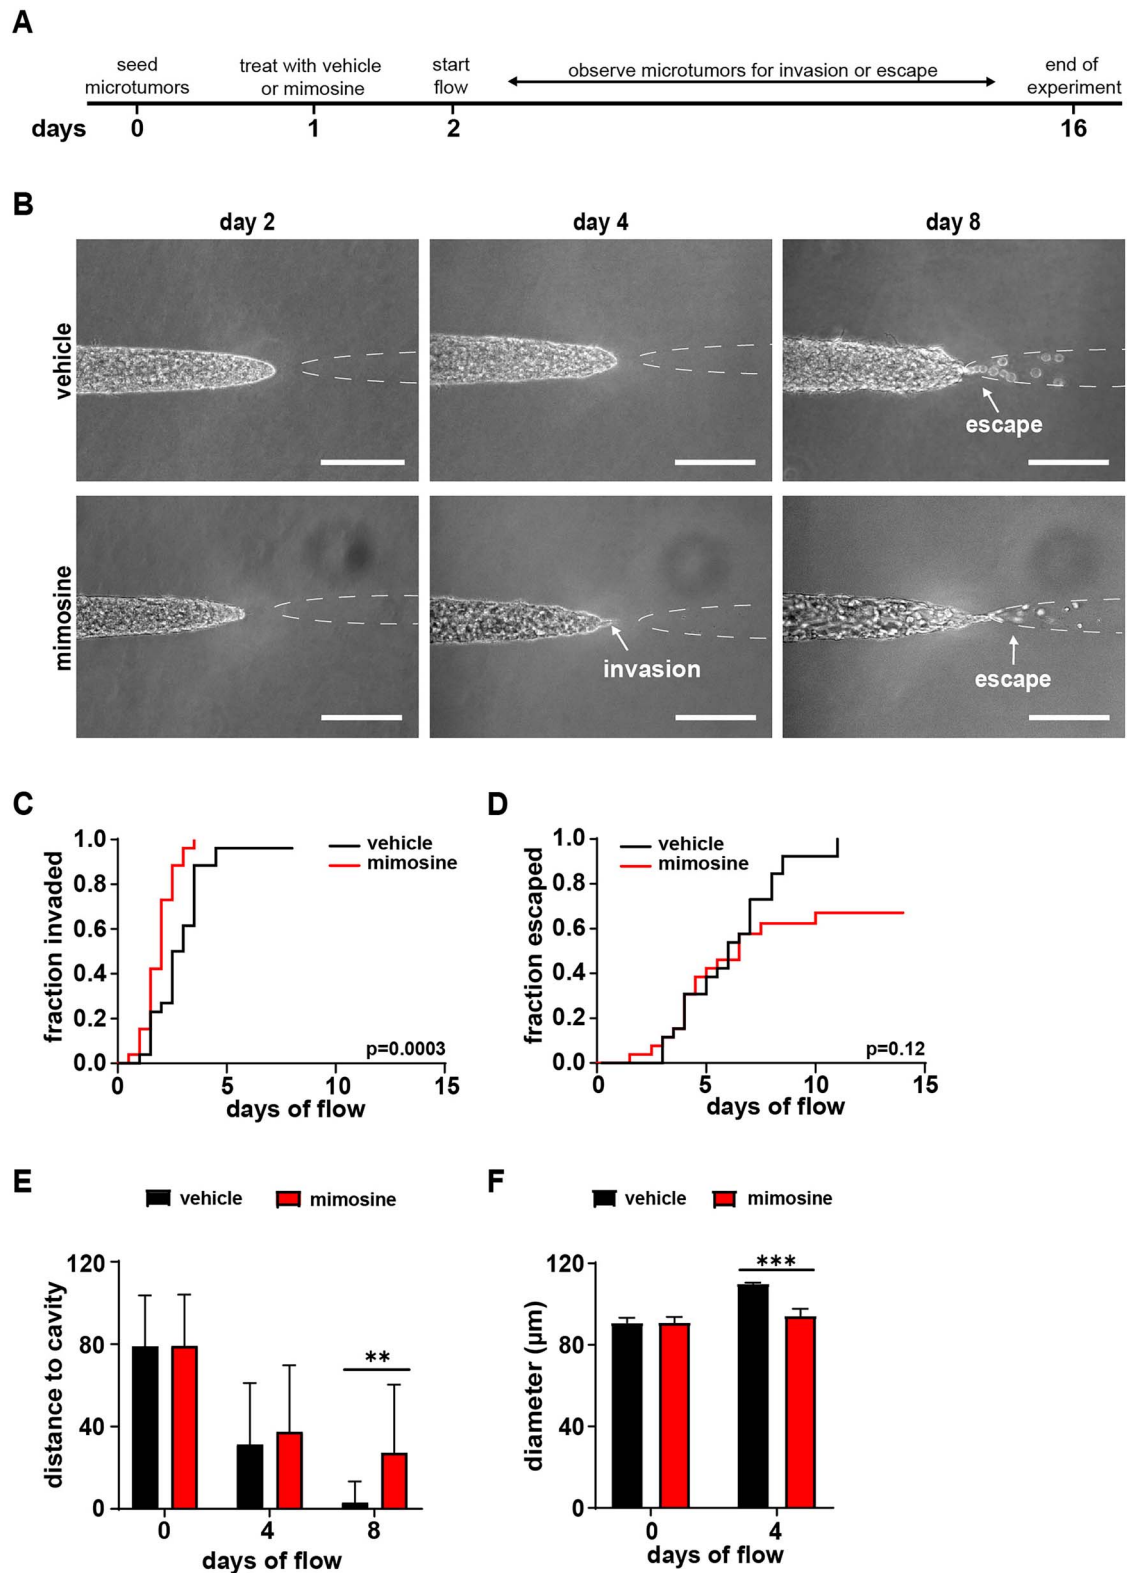 A
seed
microtumors
treat with vehicle
or mimosine
start
flow
observe microtumors for invasion or escape
end of
experiment
days 0 1 2 16
B
day 2 day 4 day 8
vehicle
escape
mimosine
invasion
escape
C
fraction invaded
1.0
0.8
0.6
0.4
0.2
0.0
vehicle
mimosine
p=0.0003
0 5 10 15
days of flow
D
fraction escaped
1.0
0.8
0.6
0.4
0.2
0.0
vehicle
mimosine
p=0.12
0 5 10 15
days of flow
E
vehicle mimosine
distance to cavity
120
80
40
0
**
0 4 8
days of flow
F
vehicle mimosine
diameter (µm)
120
80
40
0
***
0 4
days of flow